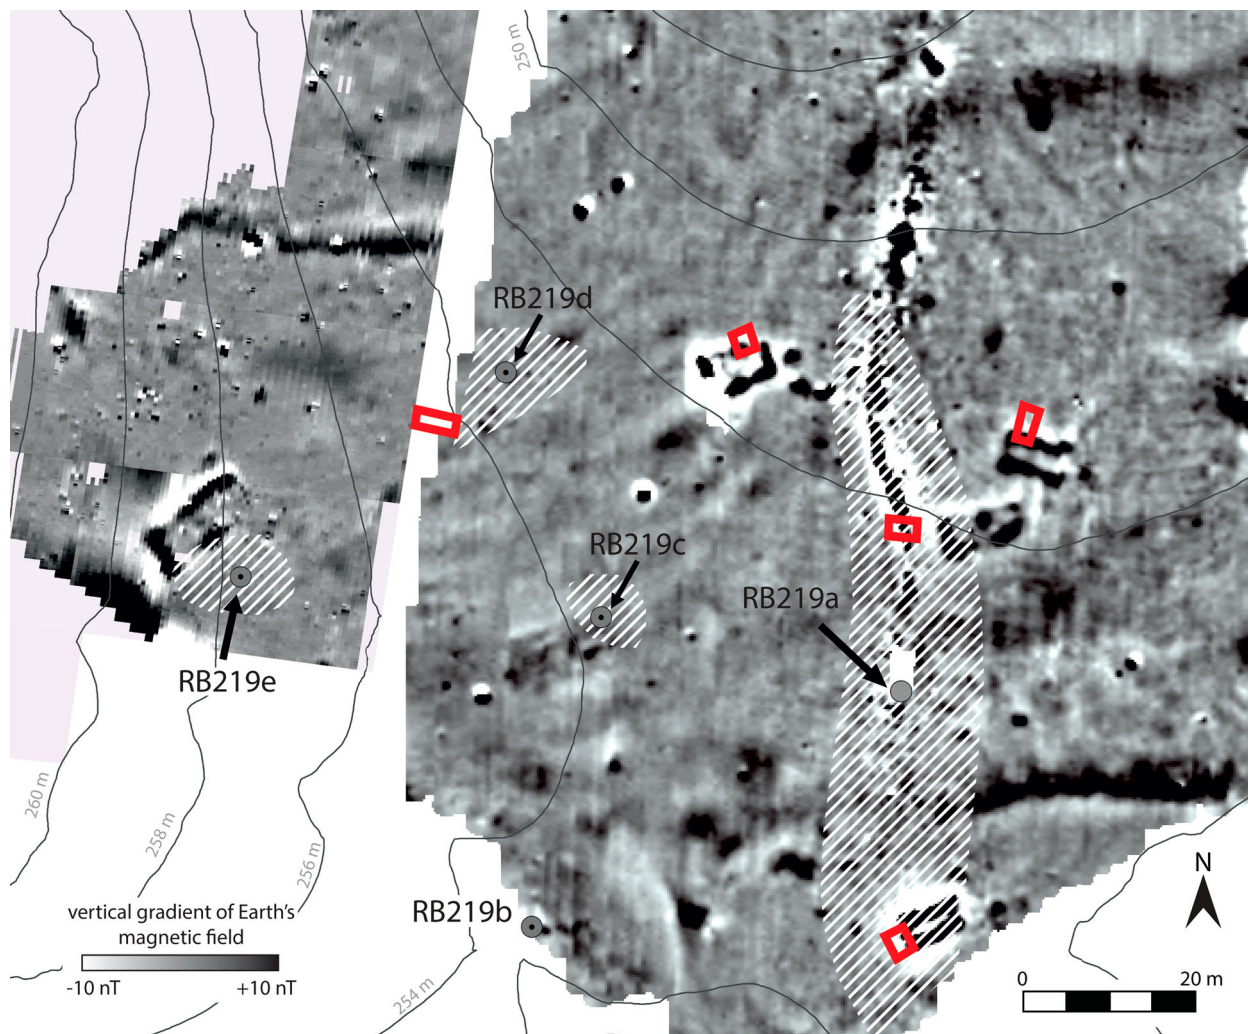 250 m
RB219d
RB219c
RB219a
RB219e
260 m
258 m
256 m
RB219b
254 m
vertical gradient of Earth's
magnetic field
-10 nT
+10 nT
N
0
20 m